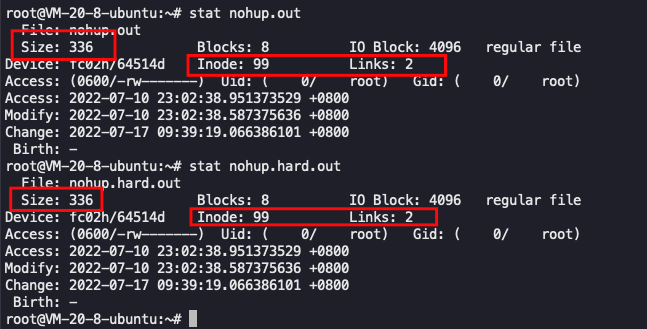 root@VM-20-8-ubuntu:~# stat nohup.out
  File: nohup.out
  Size: 336             Blocks: 8          IO Block: 4096   regular file
Device: fc02h/64514d    Inode: 99          Links: 2
Access: (0600/-rw-------)  Uid: (    0/    root)   Gid: (    0/    root)
Access: 2022-07-10 23:02:38.951373529 +0800
Modify: 2022-07-10 23:02:38.587375636 +0800
Change: 2022-07-17 09:39:19.066386101 +0800
 Birth: -
root@VM-20-8-ubuntu:~# stat nohup.hard.out
  File: nohup.hard.out
  Size: 336             Blocks: 8          IO Block: 4096   regular file
Device: fc02h/64514d    Inode: 99          Links: 2
Access: (0600/-rw-------)  Uid: (    0/    root)   Gid: (    0/    root)
Access: 2022-07-10 23:02:38.951373529 +0800
Modify: 2022-07-10 23:02:38.587375636 +0800
Change: 2022-07-17 09:39:19.066386101 +0800
 Birth: -
root@VM-20-8-ubuntu:~#